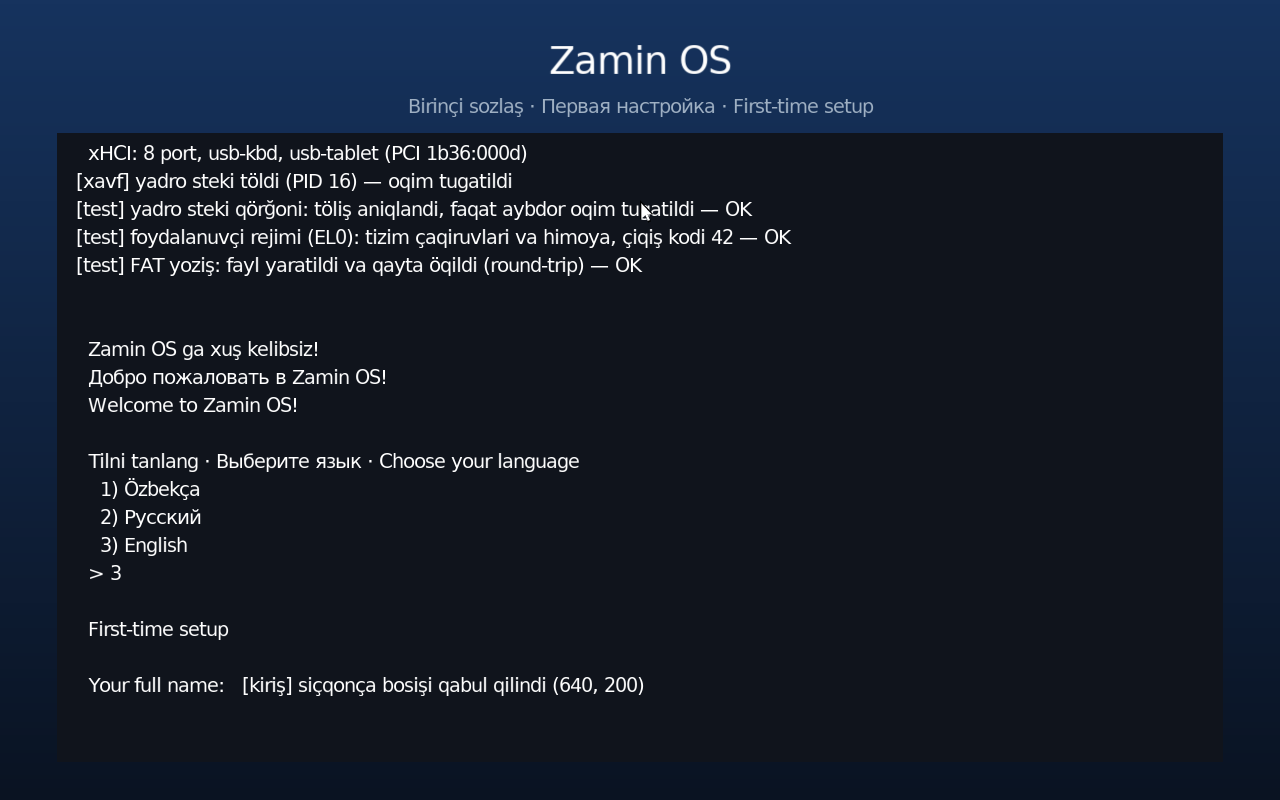 Zamin OS
Birinçi sozlaş · Первая настройка · First-time setup
xHCI: 8 port, usb-kbd, usb-tablet (PCI 1b36:000d)
[xavf] yadro steki töldi (PID 16) — oqim tugatildi
[test] yadro steki qörğoni: töliş aniqlandi, faqat aybdor oqim tugatildi — OK
[test] foydalanuvçi rejimi (EL0): tizim çaqiruvlari va himoya, çiqiş kodi 42 — OK
[test] FAT yoziş: fayl yaratildi va qayta öqildi (round-trip) — OK
Zamin OS ga xuş kelibsiz!
Добро пожаловать в Zamin OS!
Welcome to Zamin OS!
Tilni tanlang · Выберите язык · Choose your language
1) Özbekça
2) Русский
3) English
> 3
First-time setup
Your full name: [kiriş] siçqonça bosişi qabul qilindi (640, 200)